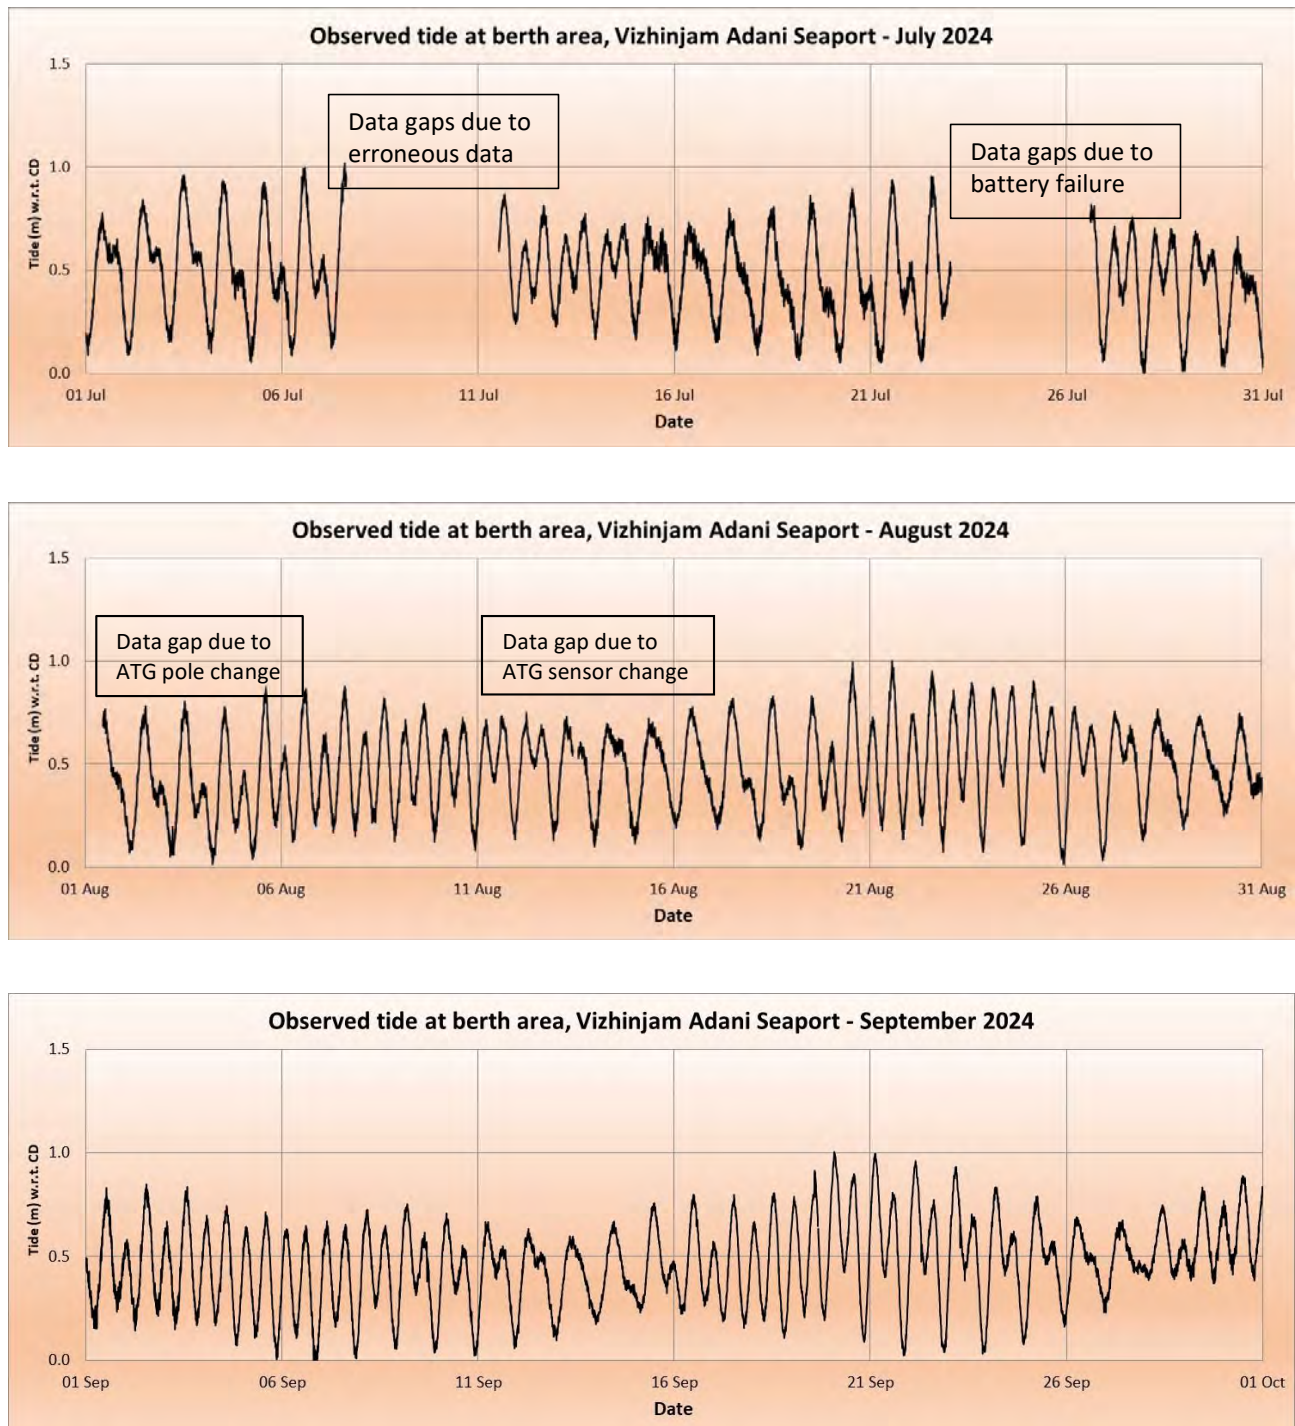 Observed tide at berth area, Vizhinjam Adani Seaport - July 2024
1.5
1.0
0.5
0.0
Tide (m) w.r.t. CD
Data gaps due to
erroneous data
Data gaps due to
battery failure
01 Jul
06 Jul
11 Jul
16 Jul
21 Jul
26 Jul
31 Jul
Date
Observed tide at berth area, Vizhinjam Adani Seaport - August 2024
1.5
1.0
0.5
0.0
Tide (m) w.r.t. CD
Data gap due to
ATG pole change
Data gap due to
ATG sensor change
01 Aug
06 Aug
11 Aug
16 Aug
21 Aug
26 Aug
31 Aug
Date
Observed tide at berth area, Vizhinjam Adani Seaport - September 2024
1.5
1.0
0.5
0.0
Tide (m) w.r.t. CD
01 Sep
06 Sep
11 Sep
16 Sep
21 Sep
26 Sep
01 Oct
Date